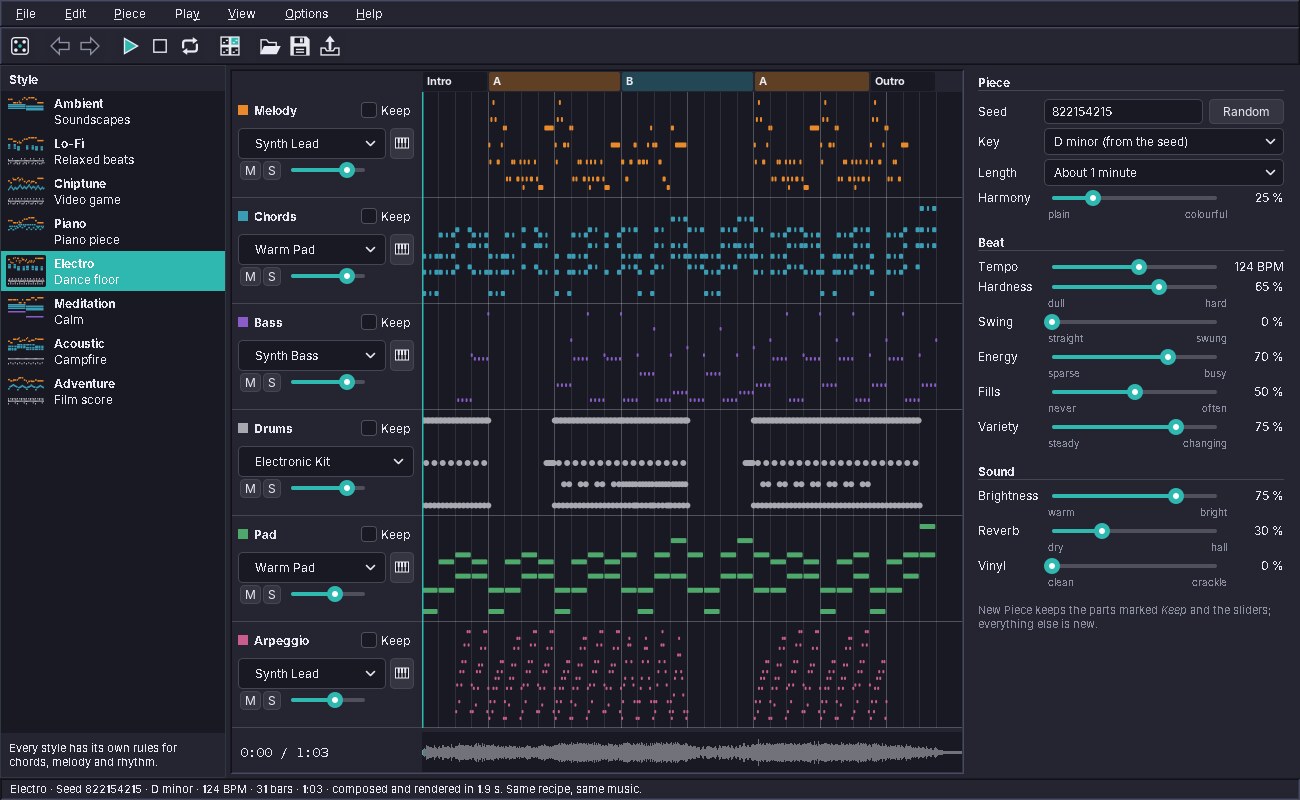 File Edit Piece Play View Options Help
Style
Ambient
Soundscapes
Lo-Fi
Relaxed beats
Chiptune
Video game
Piano
Piano piece
Electro
Dance floor
Meditation
Calm
Acoustic
Campfire
Adventure
Film score
Every style has its own rules for
chords, melody and rhythm.
Intro A B A Outro
Melody Keep
Synth Lead
M S
Chords Keep
Warm Pad
M S
Bass Keep
Synth Bass
M S
Drums Keep
Electronic Kit
M S
Pad Keep
Warm Pad
M S
Arpeggio Keep
Synth Lead
M S
0:00 / 1:03
Piece
Seed 822154215 Random
Key D minor (from the seed)
Length About 1 minute
Harmony 25 %
plain colourful
Beat
Tempo 124 BPM
Hardness 65 %
dull hard
Swing 0 %
straight swung
Energy 70 %
sparse busy
Fills 50 %
never often
Variety 75 %
steady changing
Sound
Brightness 75 %
warm bright
Reverb 30 %
dry hall
Vinyl 0 %
clean crackle
New Piece keeps the parts marked Keep and the sliders;
everything else is new.
Electro · Seed 822154215 · D minor · 124 BPM · 31 bars · 1:03 · composed and rendered in 1.9 s. Same recipe, same music.